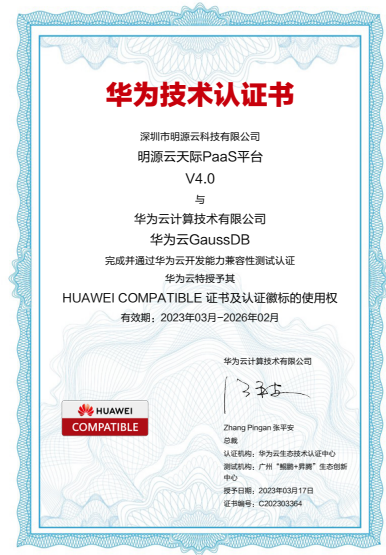 华为技术认证书
深圳市明源云科技有限公司
明源云天际PaaS平台
V4.0
与
华为云计算技术有限公司
华为云GaussDB
完成并通过华为云开发能力兼容性测试认证
华为云特授予其
HUAWEI COMPATIBLE 证书及认证徽标的使用权
有效期：2023年03月-2026年02月
华为云计算技术有限公司
HUAWEI
COMPATIBLE
Zhang Pingan 张平安
总裁
认证机构：华为云生态技术认证中心
测试机构：广州“鲲鹏+昇腾”生态创新
中心
授予日期：2023年03月17日
证书编号：C202303364